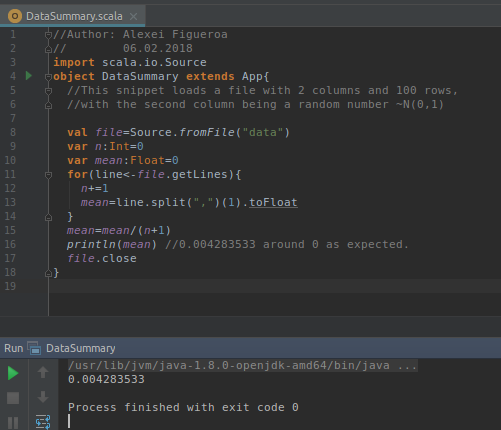 DataSummary.scala
1 //Author: Alexei Figueroa
2 // 06.02.2018
3 import scala.io.Source
4 object DataSummary extends App{
5 //This snippet loads a file with 2 columns and 100 rows,
6 //with the second column being a random number ~N(0,1)
7
8 val file=Source.fromFile("data")
9 var n:Int=0
10 var mean:Float=0
11 for(line<-file.getLines){
12 n+=1
13 mean=line.split(",")(1).toFloat
14 }
15 mean=mean/(n+1)
16 println(mean) //0.004283533 around 0 as expected.
17 file.close
18 }
19
Run DataSummary
/usr/lib/jvm/java-1.8.0-openjdk-amd64/bin/java ...
0.004283533
Process finished with exit code 0